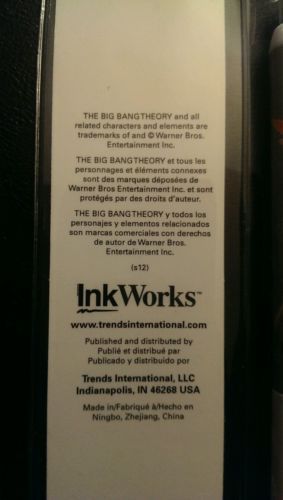 THE BIG BANG THEORY and all
related characters and elements are
trademarks of and © Warner Bros.
Entertainment Inc.
THE BIG BANG THEORY et tous les
personnages et éléments connexes
sont des marques déposées de
Warner Bros Entertainment Inc. et sont
protégés par des droits d'auteur.
THE BIG BANG THEORY y todos los
personajes y elementos relacionados
son marcas comerciales con derechos
de autor de Warner Bros.
Entertainment Inc.
(s12)
InkWorks™
www.trendsinternational.com
Published and distributed by
Publié et distribué par
Publicado y distribuido por
Trends International, LLC
Indianapolis, IN 46268 USA
Made in/Fabriqué à/Hecho en
Ningbo, Zhejiang, China